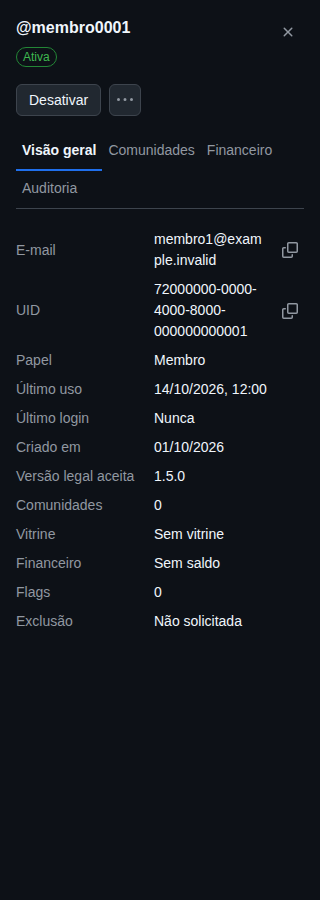 @membro0001
Ativa
Desativar
Visão geral Comunidades Financeiro
Auditoria
E-mail membro1@exam
ple.invalid
UID 72000000-0000-
4000-8000-
000000000001
Papel Membro
Último uso 14/10/2026, 12:00
Último login Nunca
Criado em 01/10/2026
Versão legal aceita 1.5.0
Comunidades 0
Vitrine Sem vitrine
Financeiro Sem saldo
Flags 0
Exclusão Não solicitada